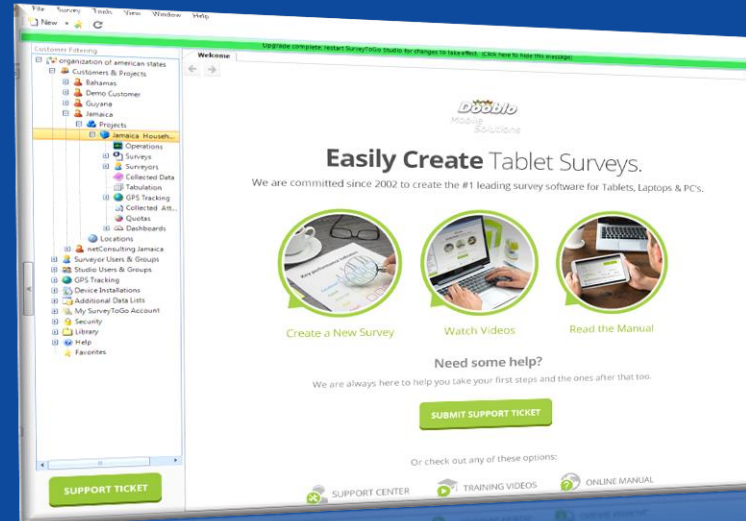 File Survey Tools View Window Help
New
Upgrade complete: restart SurveyToGo Studio for changes to take effect. (Click here to hide this message)
Customer Filtering
organization of american states
Customers & Projects
Bahamas
Demo Customer
Guyana
Jamaica
Projects
Jamaica Househ...
Operations
Surveys
Surveyors
Collected Data
Tabulation
GPS Tracking
Collected Att...
Quotas
Dashboards
Locations
netConsulting Jamaica
Surveyor Users & Groups
Studio Users & Groups
GPS Tracking
Device Installations
Additional Data Lists
My SurveyToGo Account
Security
Library
Help
Favorites
SUPPORT TICKET
Welcome
Dooblo
Mobile
Solutions
Easily Create Tablet Surveys.
We are committed since 2002 to create the #1 leading survey software for Tablets, Laptops & PC's.
Key performance indicators
Create a New Survey
Watch Videos
Read the Manual
Need some help?
We are always here to help you take your first steps and the ones after that too.
SUBMIT SUPPORT TICKET
Or check out any of these options:
SUPPORT CENTER
TRAINING VIDEOS
ONLINE MANUAL